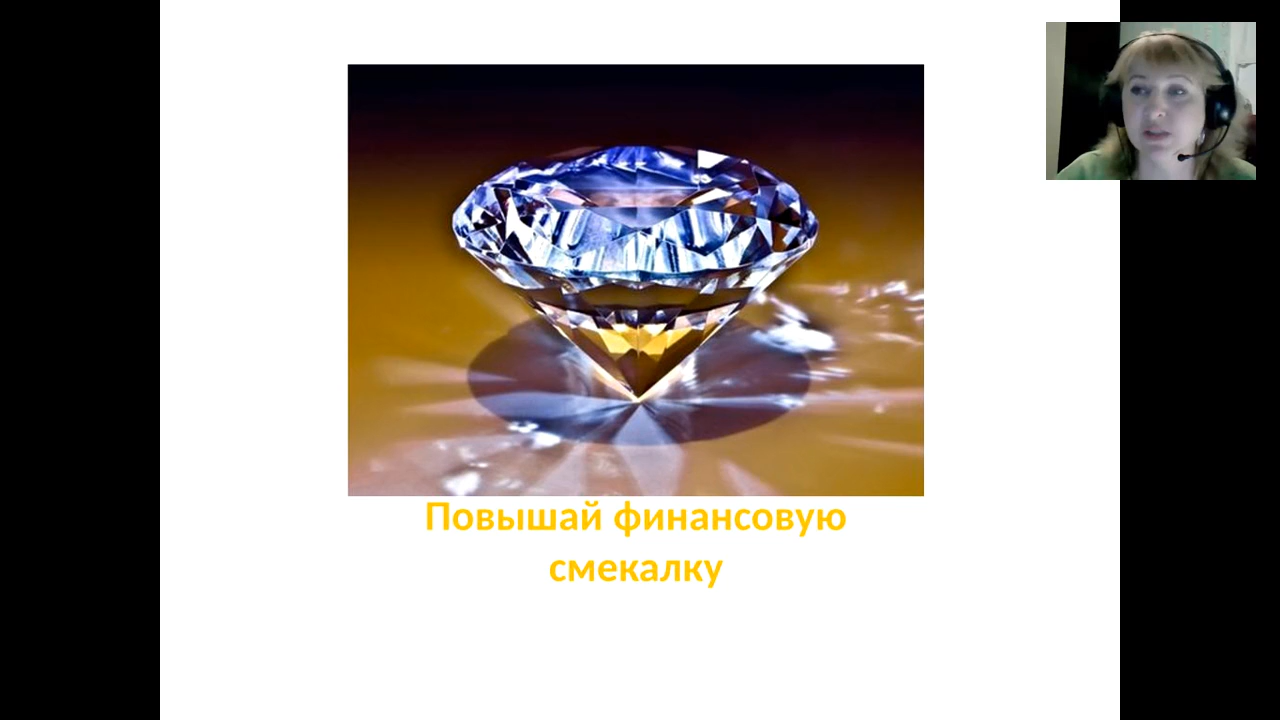 Повышай финансовую
смекалку